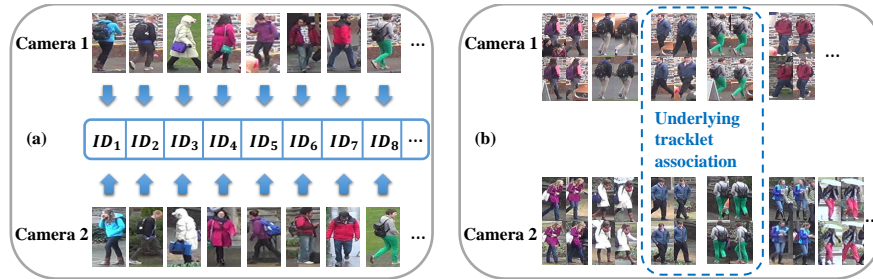 Camera 1
...
(a)
ID1 ID2 ID3 ID4 ID5 ID6 ID7 ID8 ...
Camera 2
...
Camera 1
...
(b)
Underlying
tracklet
association
Camera 2
...